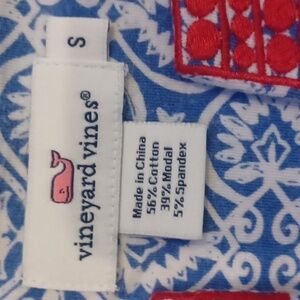 S
vineyard vines®
Made in China
56% Cotton
39% Modal
5% Spandex